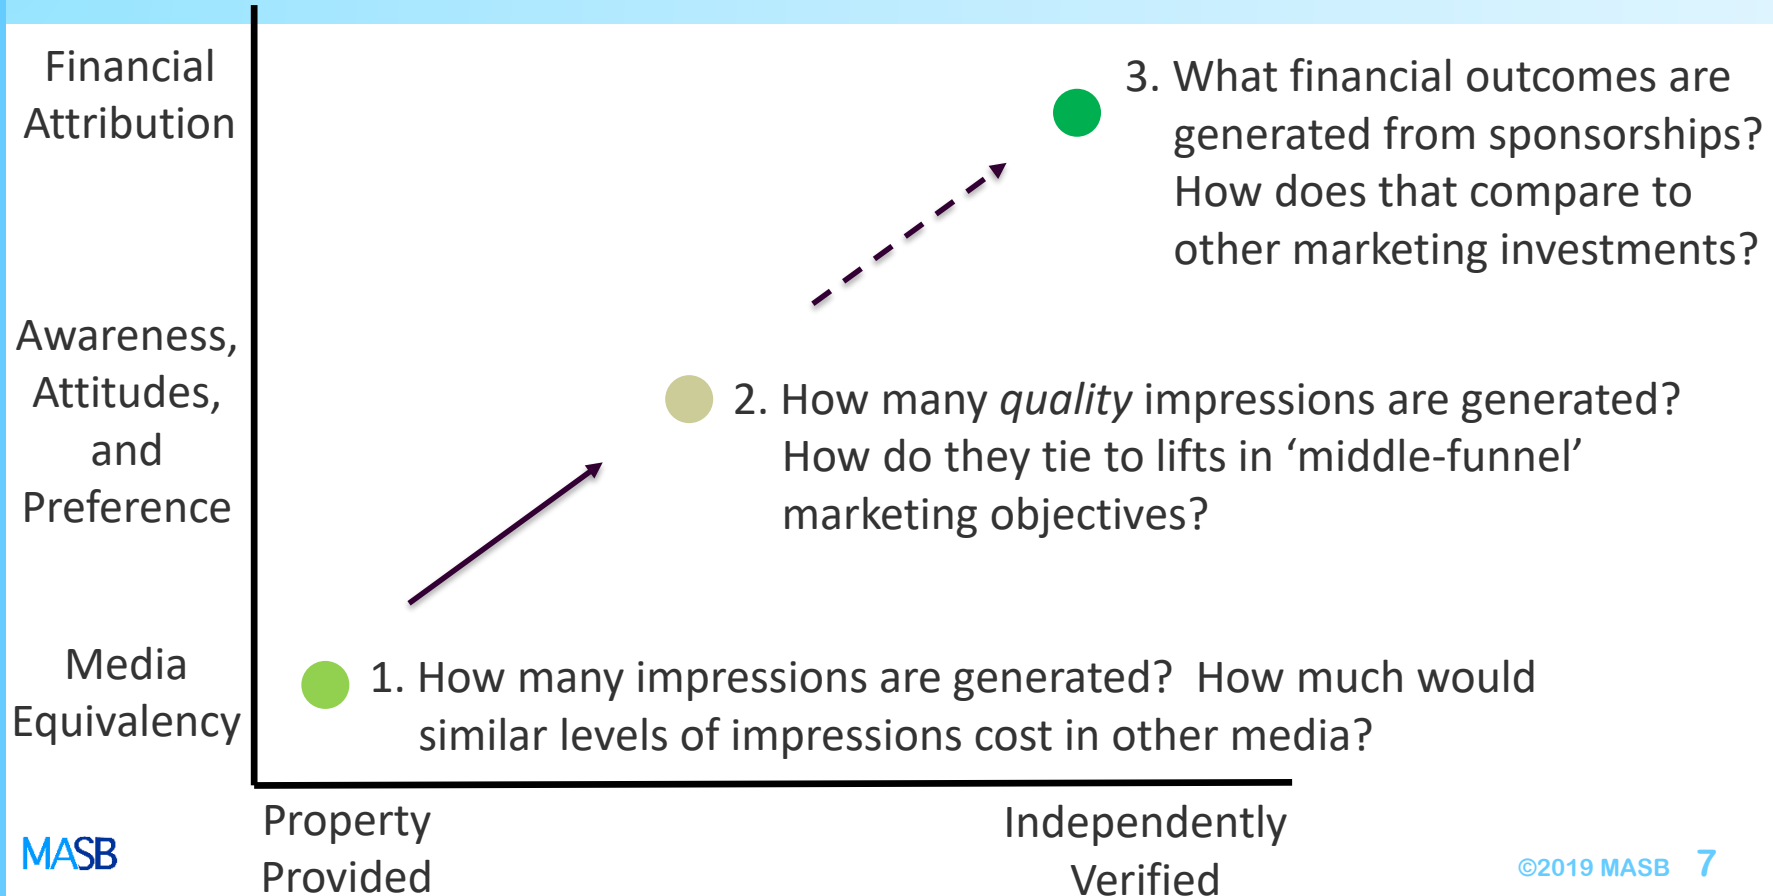 Financial
Attribution
3. What financial outcomes are
generated from sponsorships?
How does that compare to
other marketing investments?
Awareness,
Attitudes,
and
Preference
2. How many quality impressions are generated?
How do they tie to lifts in ‘middle-funnel’
marketing objectives?
Media
Equivalency
1. How many impressions are generated?  How much would
similar levels of impressions cost in other media?
Property
Provided
Independently
Verified
MASB
©2019 MASB 7